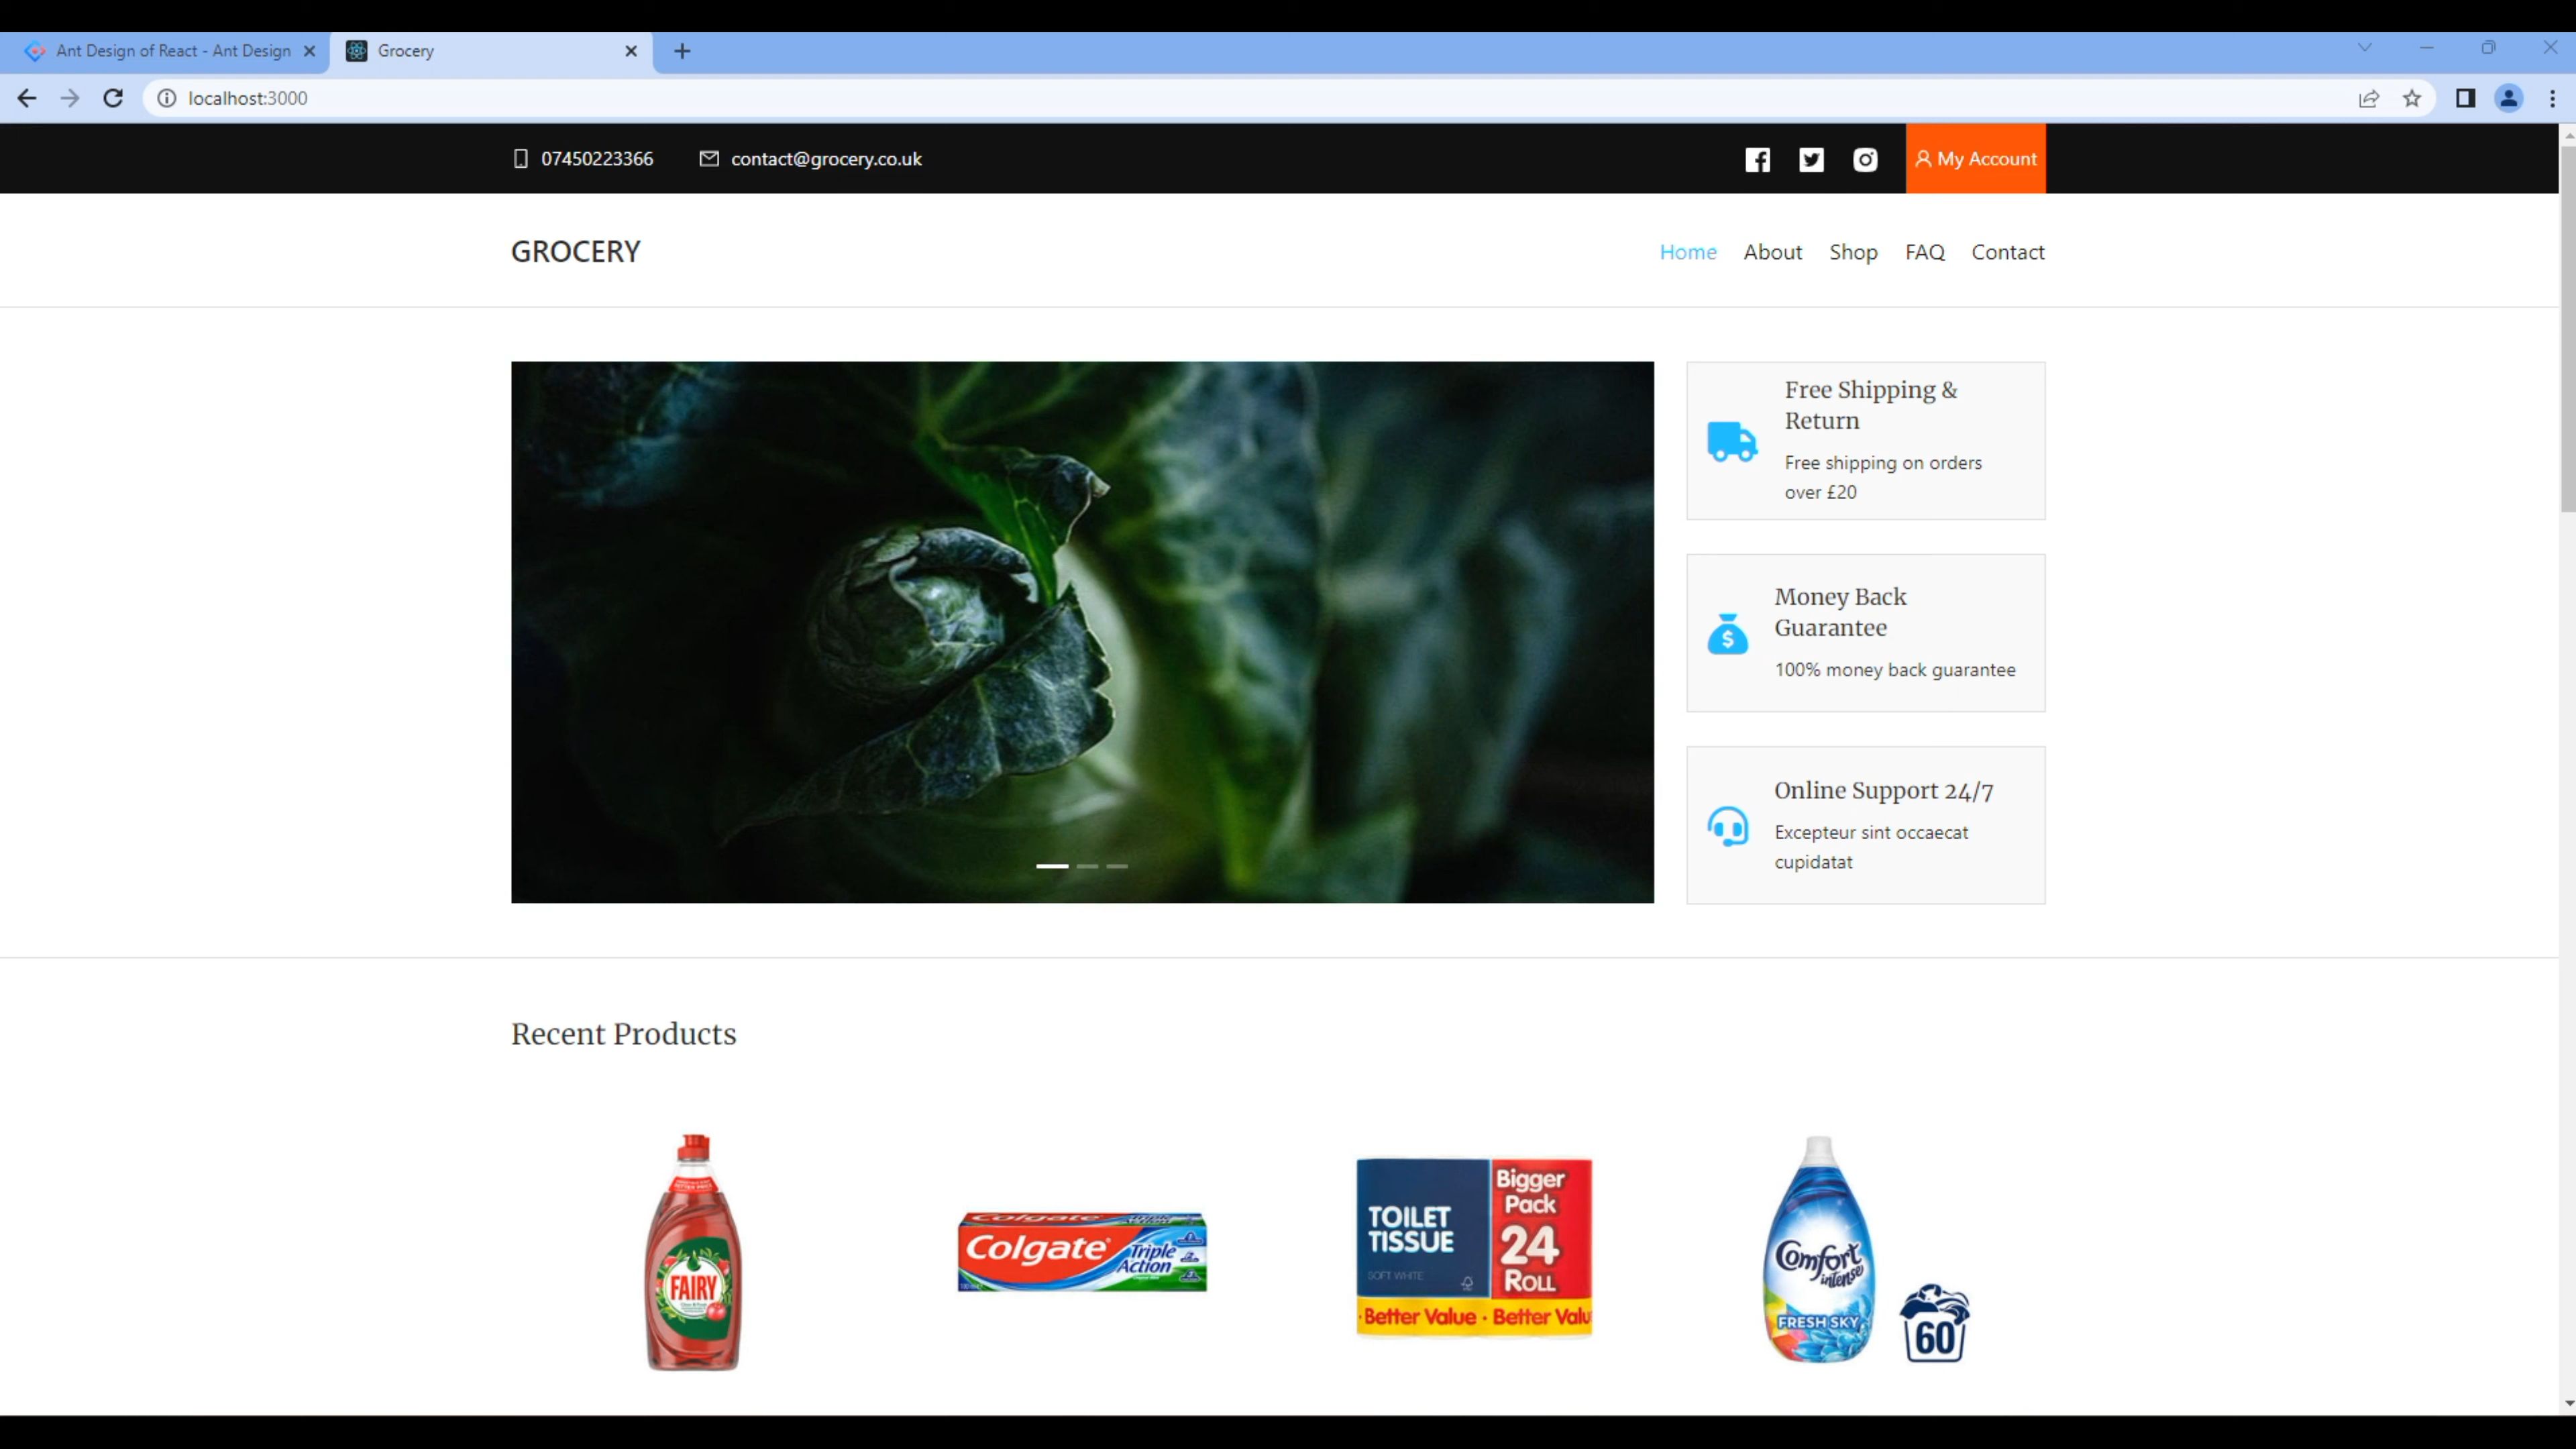 Ant Design of React - Ant Design
Grocery
localhost:3000
07450223366
contact@grocery.co.uk
My Account
GROCERY
Home
About
Shop
FAQ
Contact
Free Shipping &
Return
Free shipping on orders
over £20
Money Back
Guarantee
100% money back guarantee
Online Support 24/7
Excepteur sint occaecat
cupidatat
Recent Products
FAIRY
Colgate
Colgate
Triple
Action
TOILET
TISSUE
SOFT WHITE
Bigger
Pack
24
ROLL
Better Value · Better Valu
Comfort
intense
FRESH SKY
60